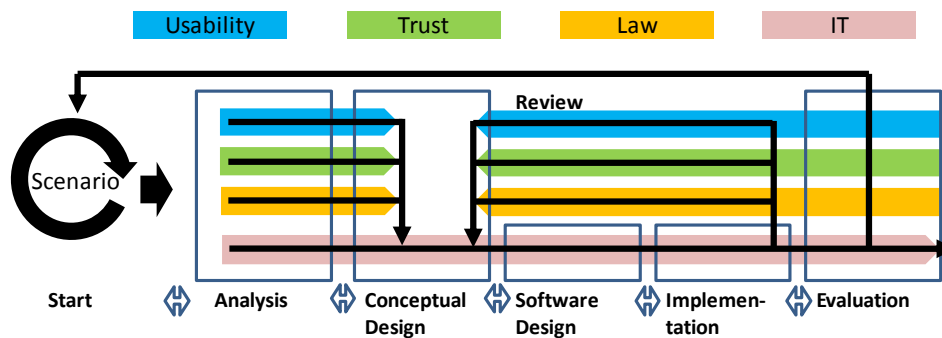 Usability Trust Law IT
Review
Scenario
Start Analysis Conceptual Software Implemen- Evaluation
Design Design tation